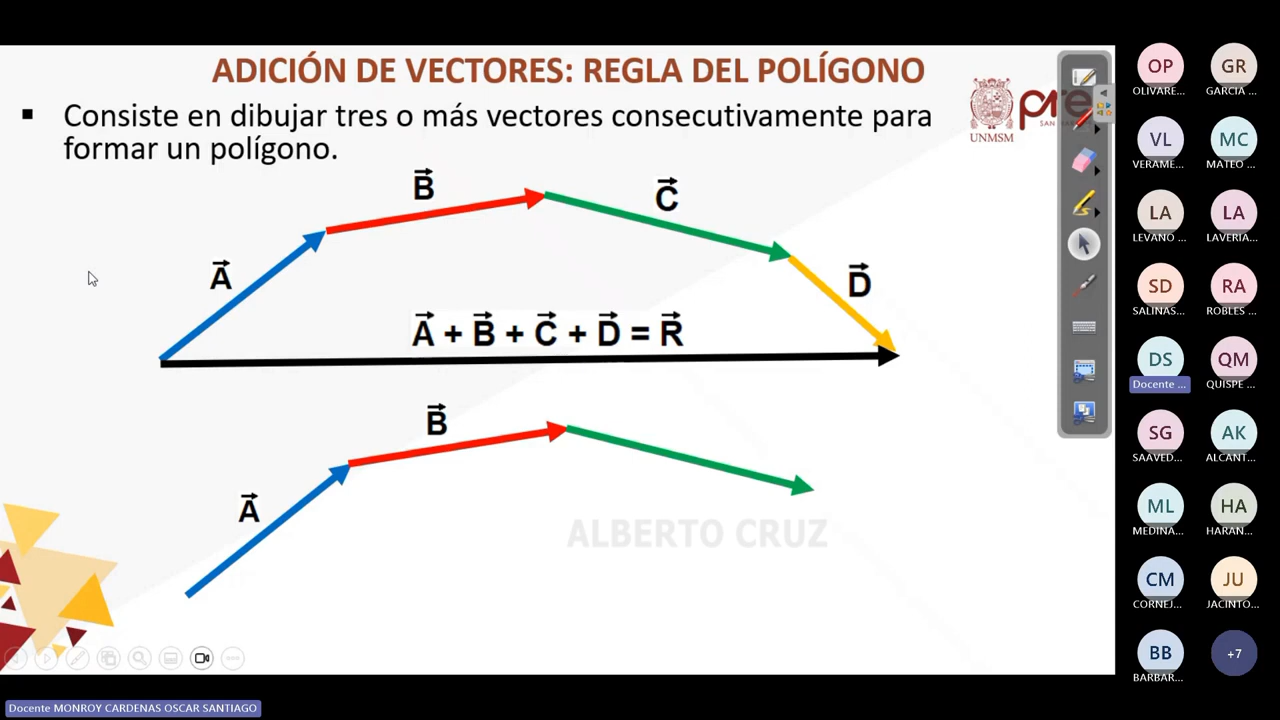 ADICIÓN DE VECTORES: REGLA DEL POLÍGONO
▪ Consiste en dibujar tres o más vectores consecutivamente para
formar un polígono.
UNMSM
pre
A⃗
B⃗
C⃗
D⃗
A⃗ + B⃗ + C⃗ + D⃗ = R⃗
A⃗
B⃗
ALBERTO CRUZ
OP
OLIVARE...
GR
GARCIA ...
VL
VERAME...
MC
MATEO ...
LA
LEVANO ...
LA
LAVERIA...
SD
SALINAS...
RA
ROBLES ...
DS
Docente ...
QM
QUISPE ...
SG
SAAVED...
AK
ALCANT...
ML
MEDINA...
HA
HARAN...
CM
CORNEJ...
JU
JACINTO...
BB
BARBAR...
+7
Docente MONROY CARDENAS OSCAR SANTIAGO